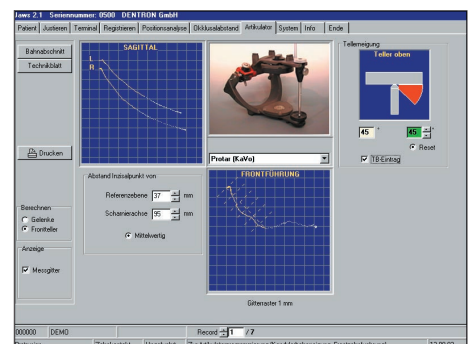 Jaws 2.1 Seriennummer: 0500 DENTRON GmbH
Patient Justieren Terminal Registrieren Positionsanalyse Okklusalabstand Artikulator System Info Ende
Bahnabschnitt
Technikblatt
Drucken
Berechnen
Gelenke
Frontteller
Anzeige
Messgitter
SAGITTAL
L
R
Abstand Inzisalpunkt von
Referenzebene 37 mm
Scharnierachse 95 mm
Mittelwertig
Protar (KaVo)
FRONTFÜHRUNG
Gitterraster 1 mm
Tellerneigung
Teller oben
45 ° 45 °
Reset
TB-Eintrag
000000 DEMO Record 1 / 7